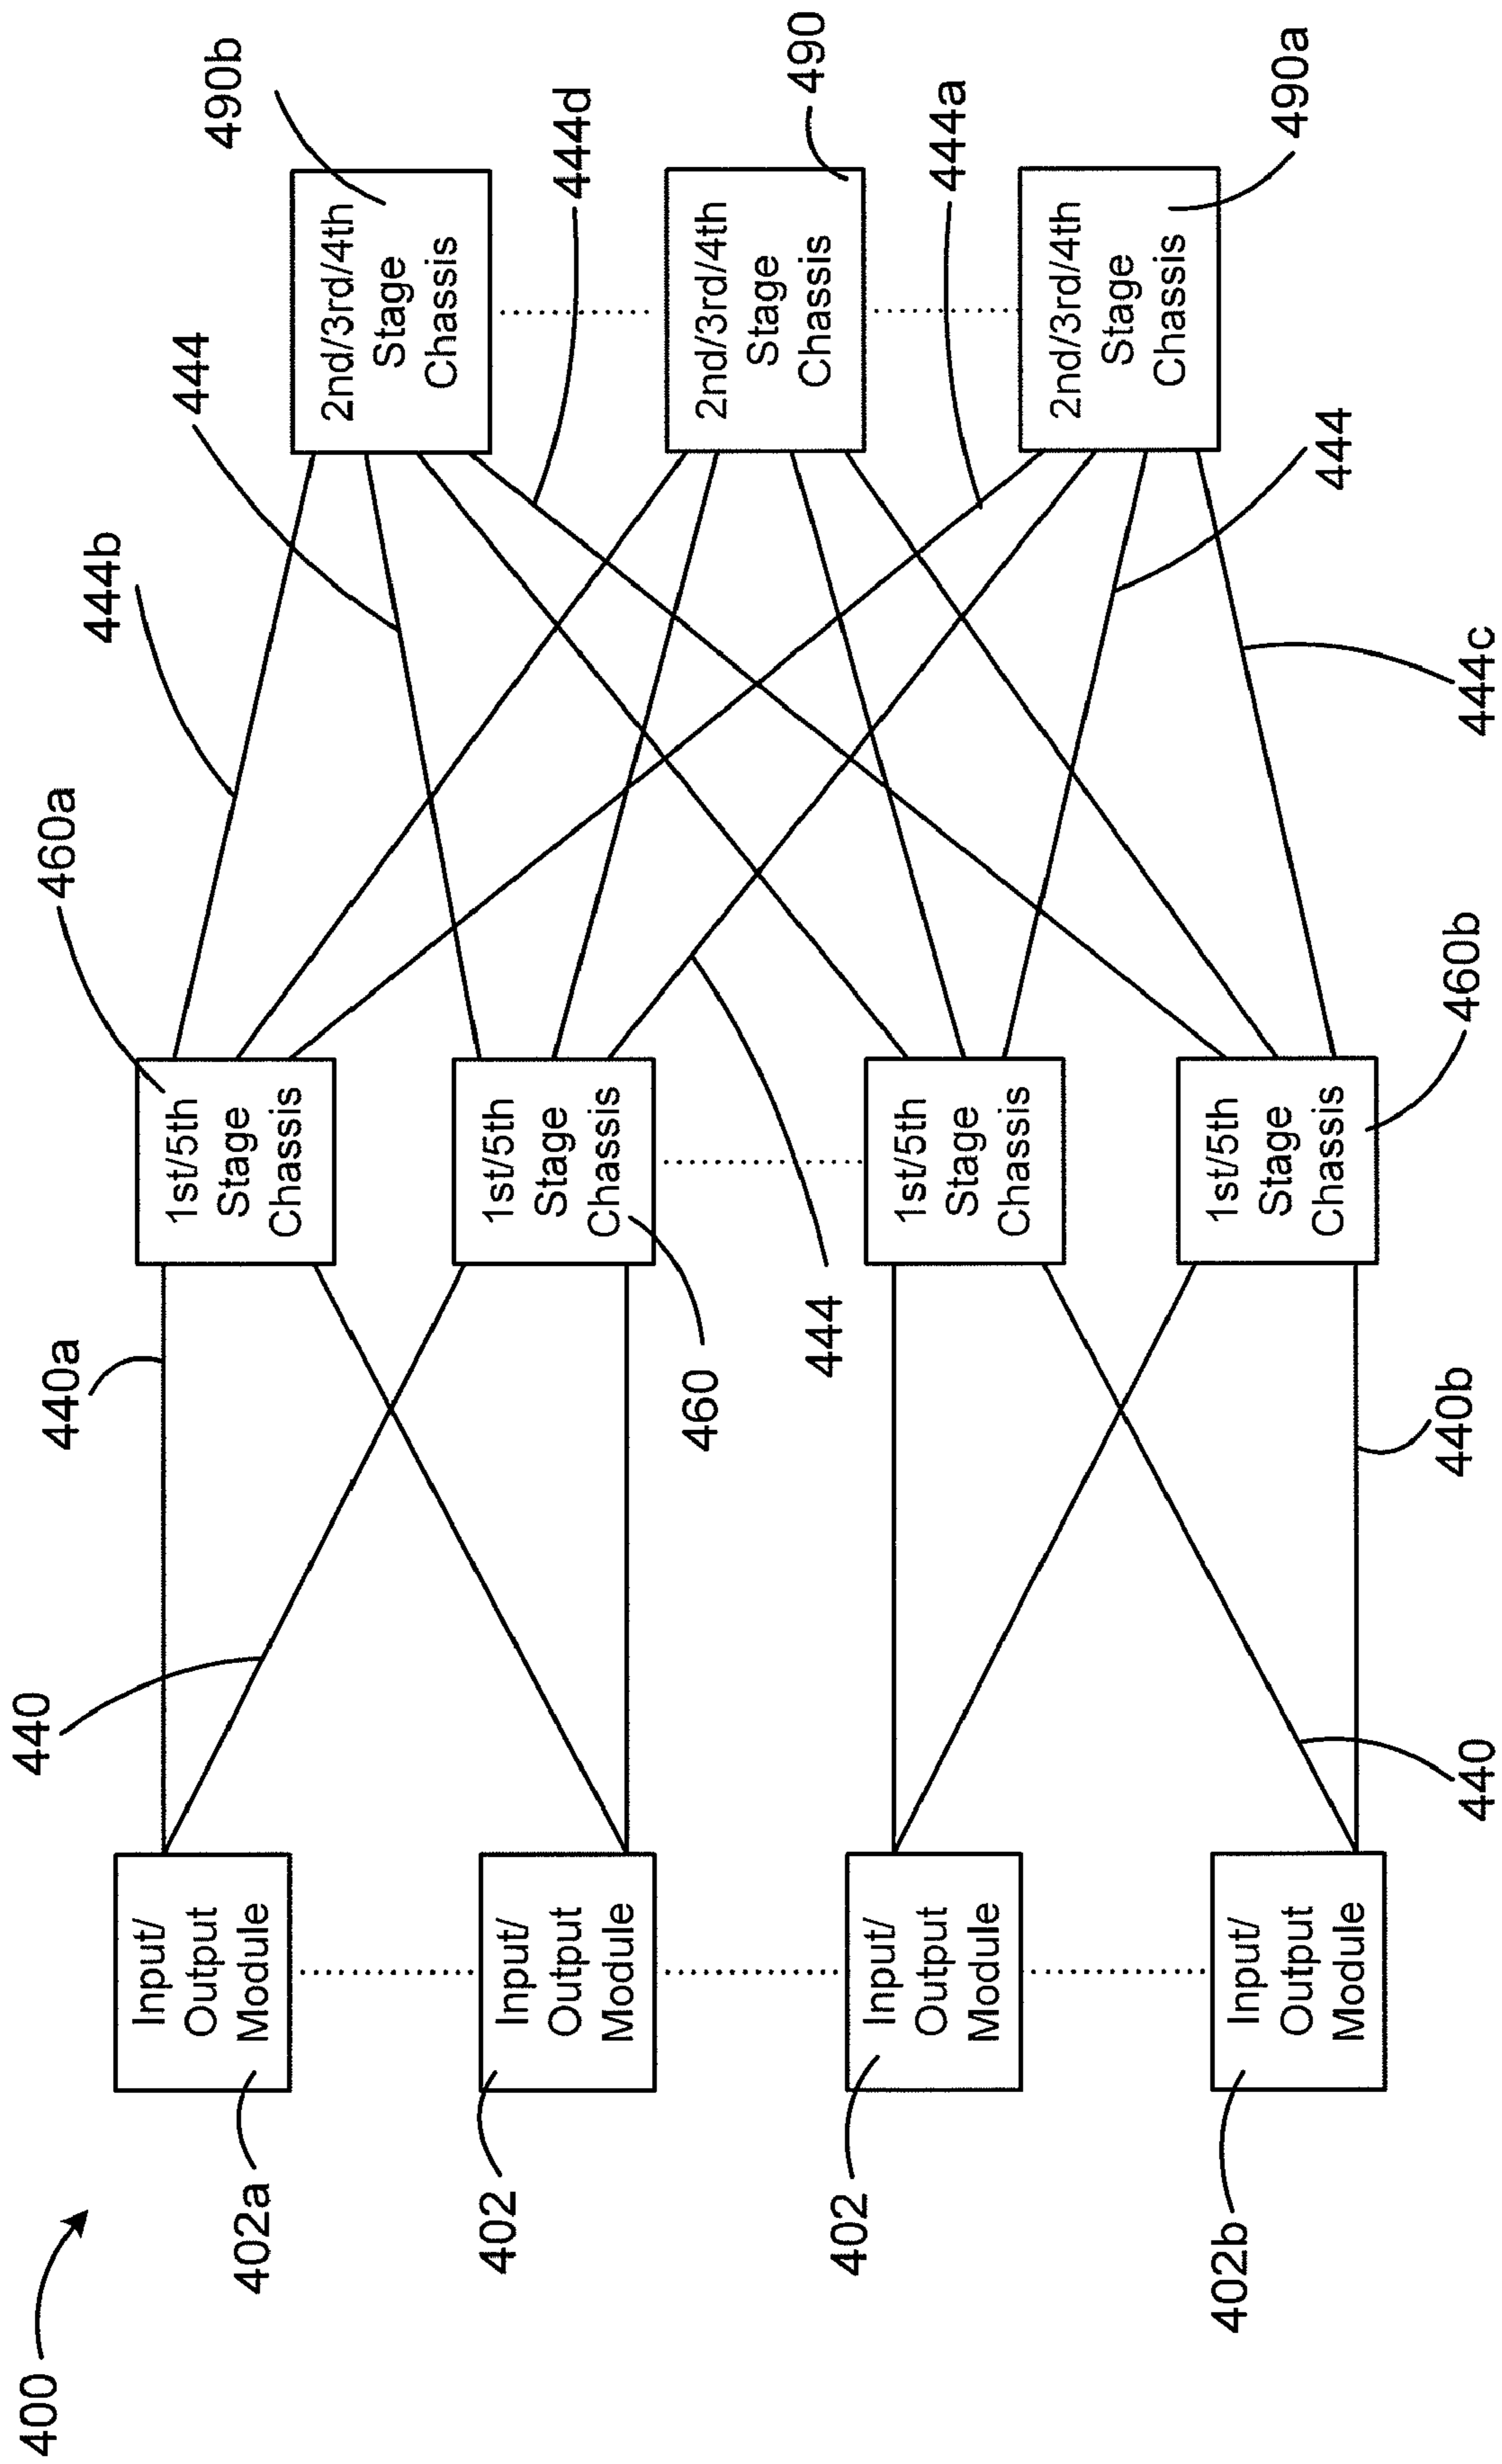 400
440
440a
460a
444b
444
490b
402a
Input/
Output
Module
1st/5th
Stage
Chassis
2nd/3rd/4th
Stage
Chassis
444d
402
Input/
Output
Module
1st/5th
Stage
Chassis
460
2nd/3rd/4th
Stage
Chassis
490
444
444a
402
Input/
Output
Module
1st/5th
Stage
Chassis
2nd/3rd/4th
Stage
Chassis
490a
444
402b
Input/
Output
Module
1st/5th
Stage
Chassis
440
440b
460b
444c